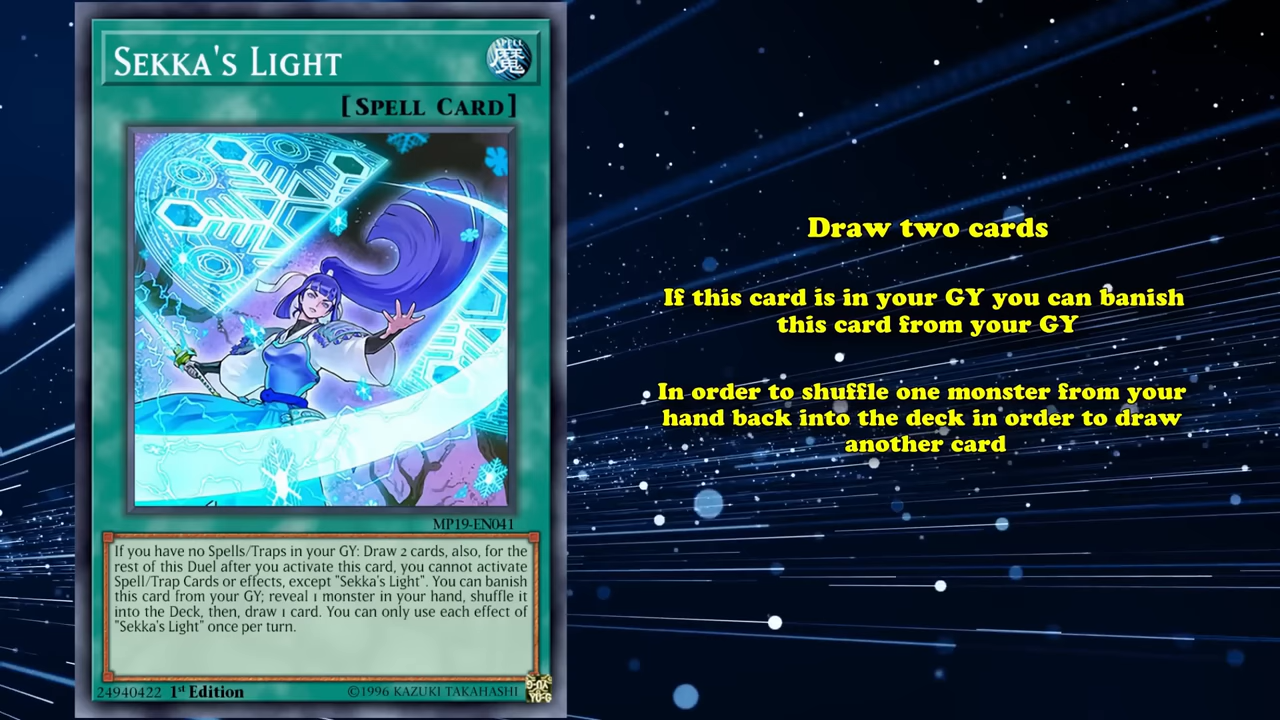 SEKKA'S LIGHT
魔
[SPELL CARD]
MP19-EN041
If you have no Spells/Traps in your GY: Draw 2 cards, also, for the
rest of this Duel after you activate this card, you cannot activate
Spell/Trap Cards or effects, except "Sekka's Light". You can banish
this card from your GY; reveal 1 monster in your hand, shuffle it
into the Deck, then, draw 1 card. You can only use each effect of
"Sekka's Light" once per turn.
24940422 1st Edition ©1996 KAZUKI TAKAHASHI
Draw two cards
If this card is in your GY you can banish
this card from your GY
In order to shuffle one monster from your
hand back into the deck in order to draw
another card